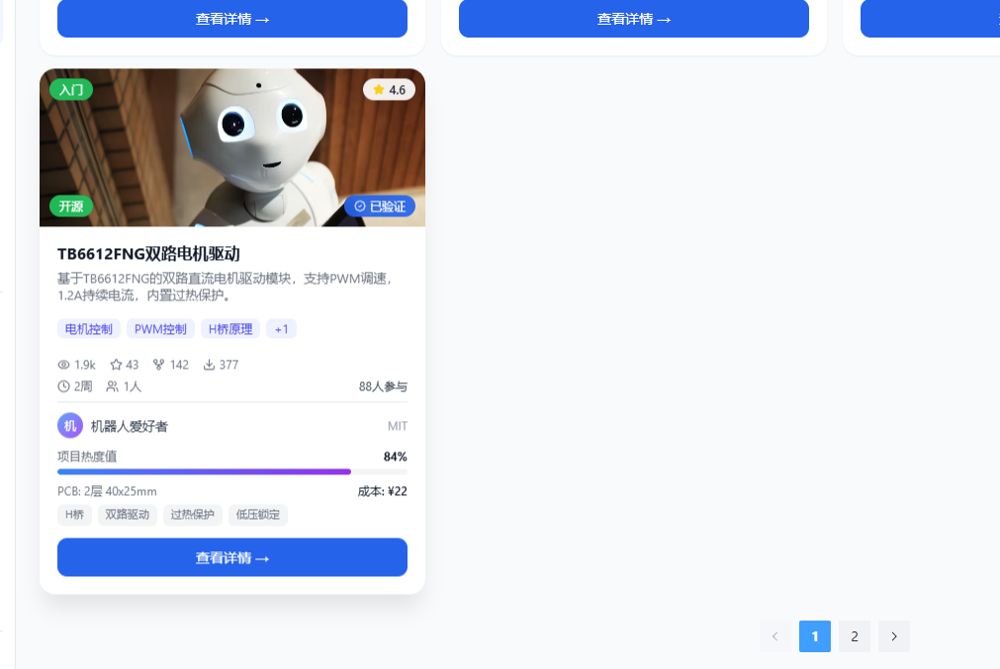 查看详情 →
查看详情 →
入门
4.6
开源
已验证
TB6612FNG双路电机驱动
基于TB6612FNG的双路直流电机驱动模块，支持PWM调速，
1.2A持续电流，内置过热保护。
电机控制 PWM控制 H桥原理 +1
1.9k 43 142 377
2周 1人 88人参与
机 机器人爱好者 MIT
项目热度值 84%
PCB: 2层 40x25mm 成本: ¥22
H桥 双路驱动 过热保护 低压锁定
查看详情 →
< 1 2 >